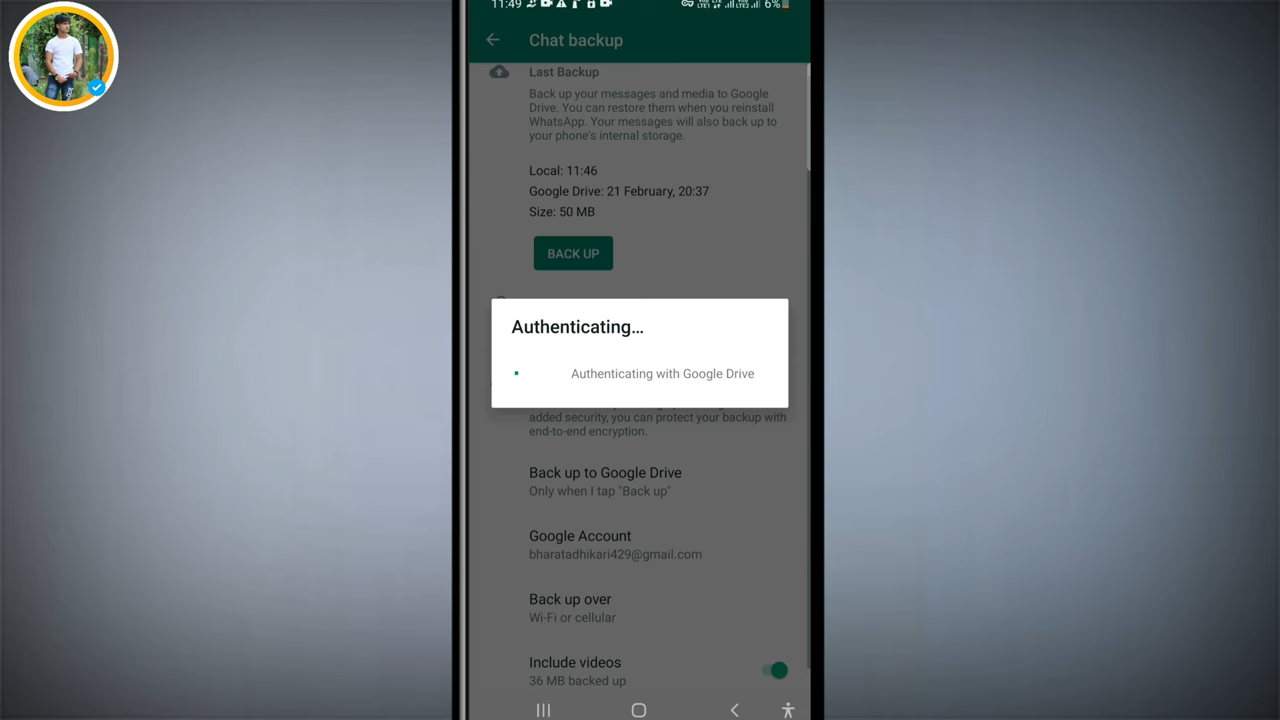 11:49
6%
Chat backup
Last Backup
Back up your messages and media to Google
Drive. You can restore them when you reinstall
WhatsApp. Your messages will also back up to
your phone's internal storage.
Local: 11:46
Google Drive: 21 February, 20:37
Size: 50 MB
BACK UP
Authenticating...
Authenticating with Google Drive
added security, you can protect your backup with
end-to-end encryption.
Back up to Google Drive
Only when I tap "Back up"
Google Account
bharatadhikari429@gmail.com
Back up over
Wi-Fi or cellular
Include videos
36 MB backed up